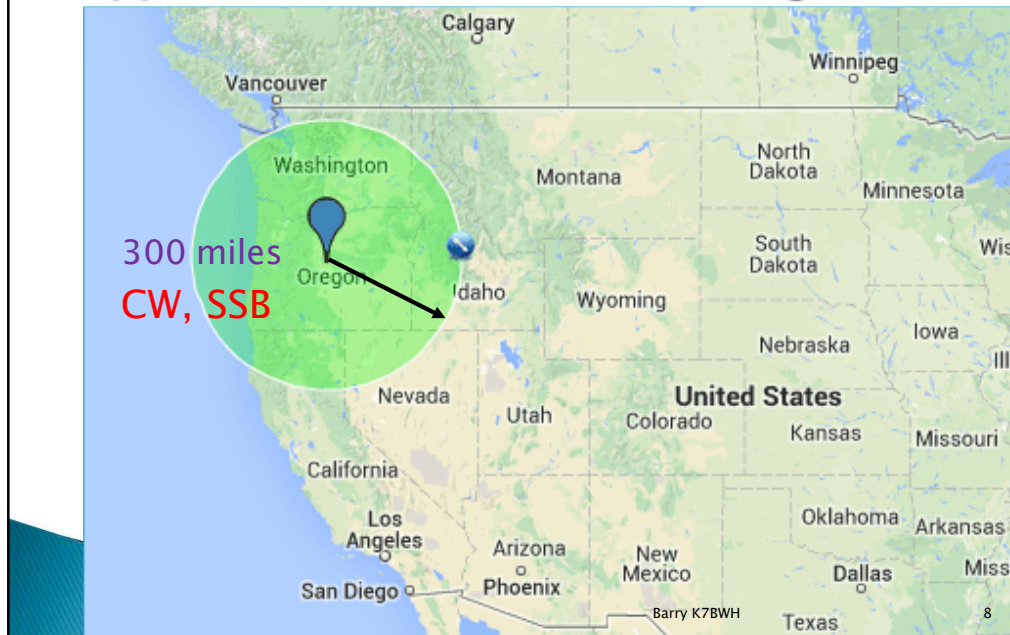 Calgary
Winnipeg
Vancouver
Washington
Montana
North
Dakota
Minnesota
300 miles
CW, SSB
Oregon
Idaho
South
Dakota
Wis
Wyoming
Nebraska
Iowa
Ill
Nevada
Utah
United States
Colorado
Kansas
Missouri
California
Los
Angeles
Arizona
New
Mexico
Oklahoma
Arkansas
San Diego
Phoenix
Dallas
Miss
Texas
Barry K7BWH
8